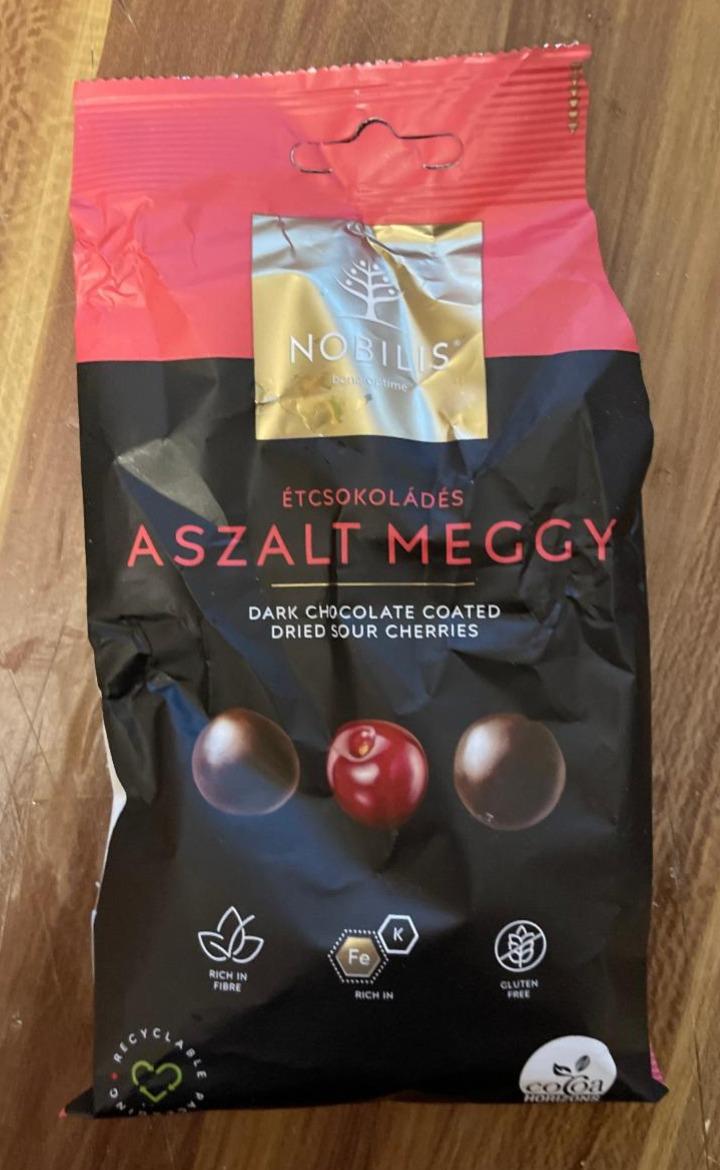 NOBILIS®
ÉTCSOKOLÁDÉS
ASZALT MEGGY
DARK CHOCOLATE COATED
DRIED SOUR CHERRIES
RICH IN
FIBRE
Fe
K
RICH IN
GLUTEN
FREE
RECYCLABLE
cocoa
HORIZONS